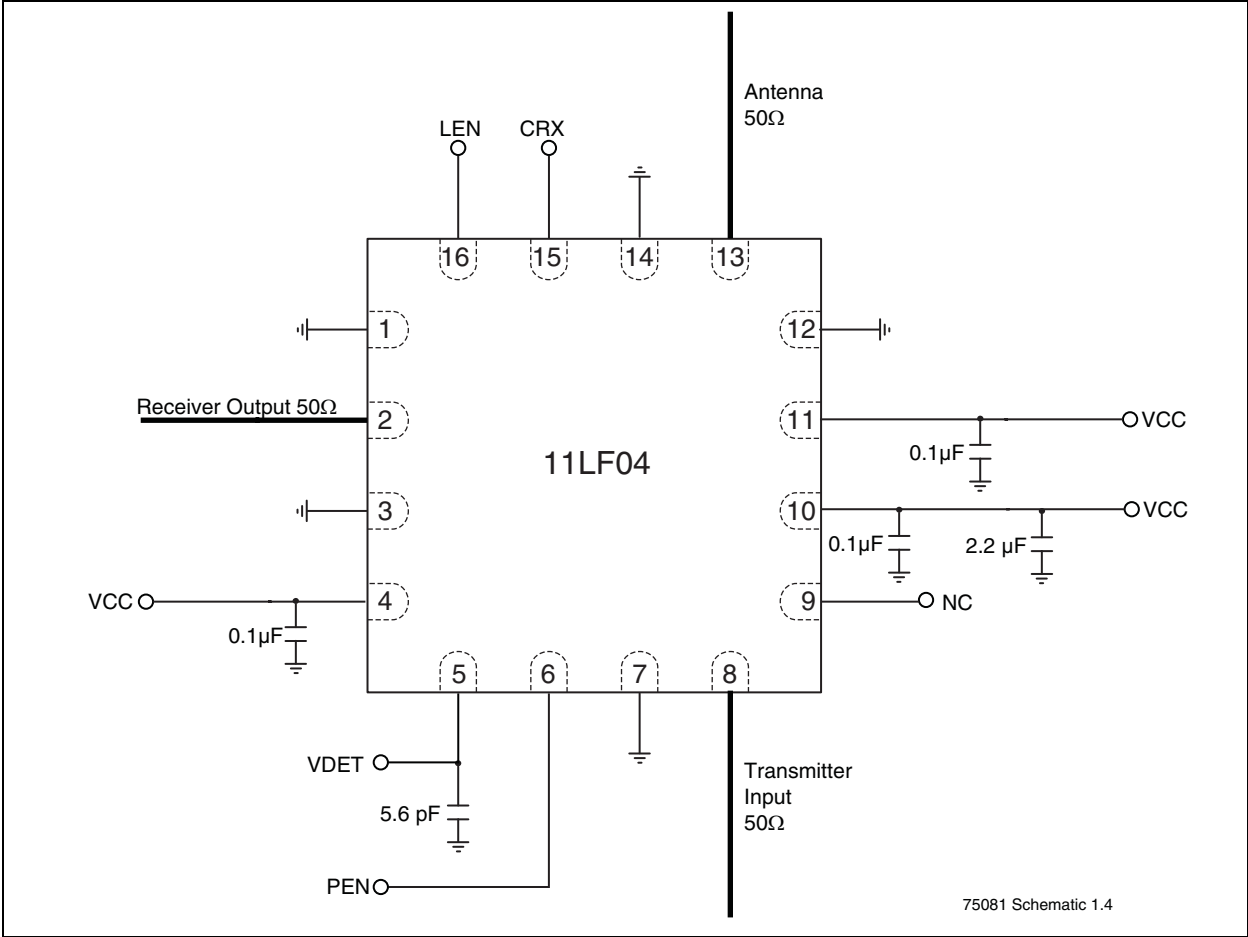 Antenna
50Ω
LEN
CRX
16
15
14
13
1
12
Receiver Output 50Ω
2
11
VCC
0.1µF
11LF04
3
10
VCC
0.1µF
2.2 µF
VCC
4
9
NC
0.1µF
5
6
7
8
VDET
5.6 pF
Transmitter
Input
50Ω
PEN
75081 Schematic 1.4